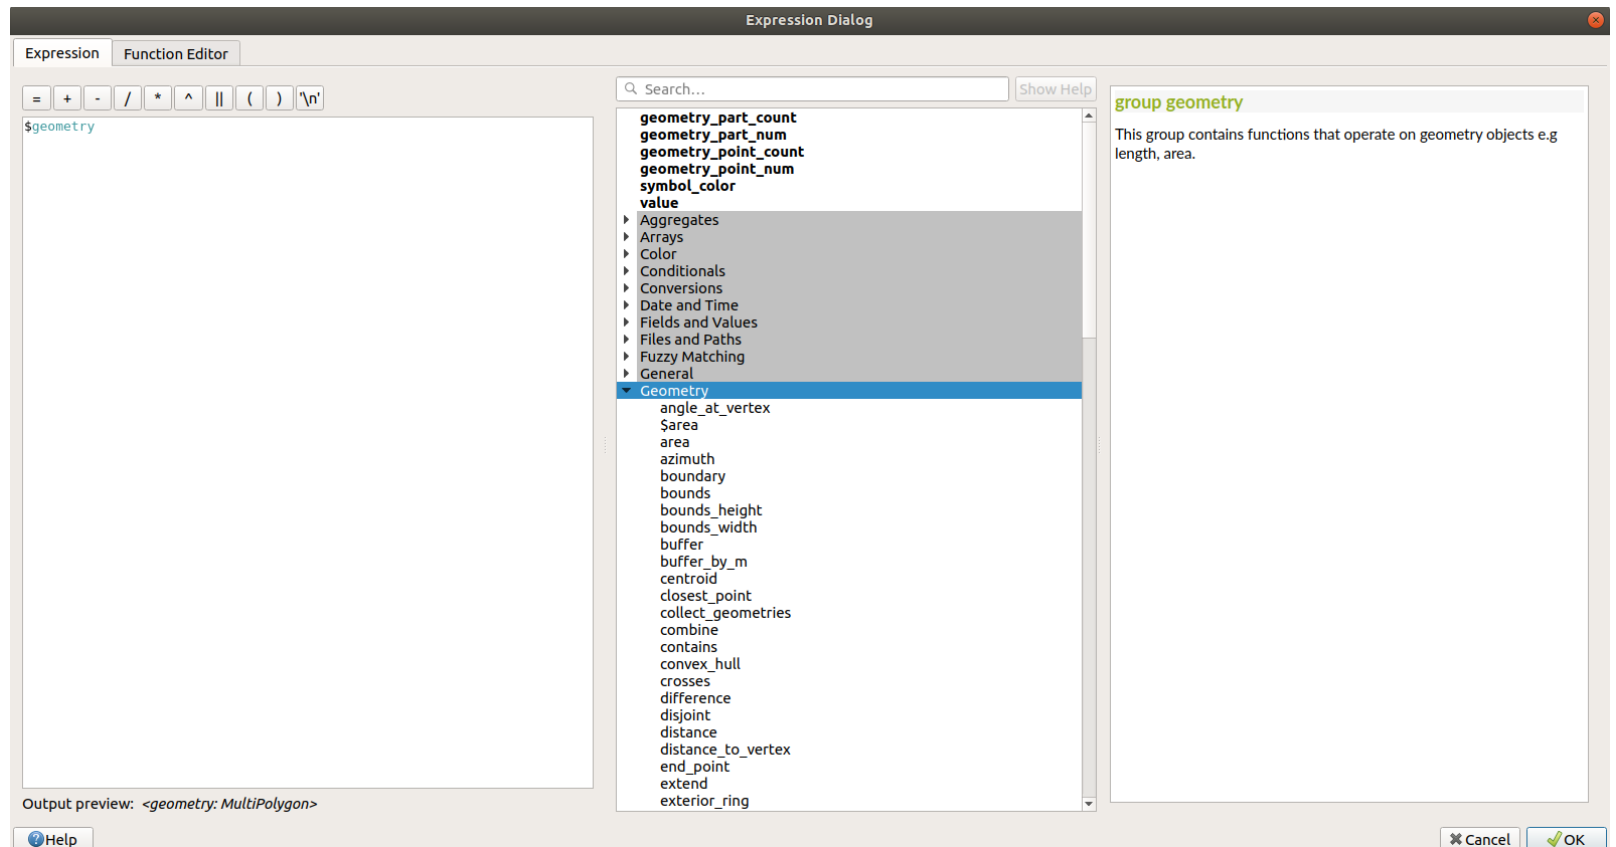 Expression Dialog
Expression
Function Editor
= + - / * ^ || ( ) '\n'
$geometry
Output preview: <geometry: MultiPolygon>
Search...
Show Help
geometry_part_count
geometry_part_num
geometry_point_count
geometry_point_num
symbol_color
value
Aggregates
Arrays
Color
Conditionals
Conversions
Date and Time
Fields and Values
Files and Paths
Fuzzy Matching
General
Geometry
angle_at_vertex
$area
area
azimuth
boundary
bounds
bounds_height
bounds_width
buffer
buffer_by_m
centroid
closest_point
collect_geometries
combine
contains
convex_hull
crosses
difference
disjoint
distance
distance_to_vertex
end_point
extend
exterior_ring
group geometry
This group contains functions that operate on geometry objects e.g
length, area.
Help
Cancel
OK